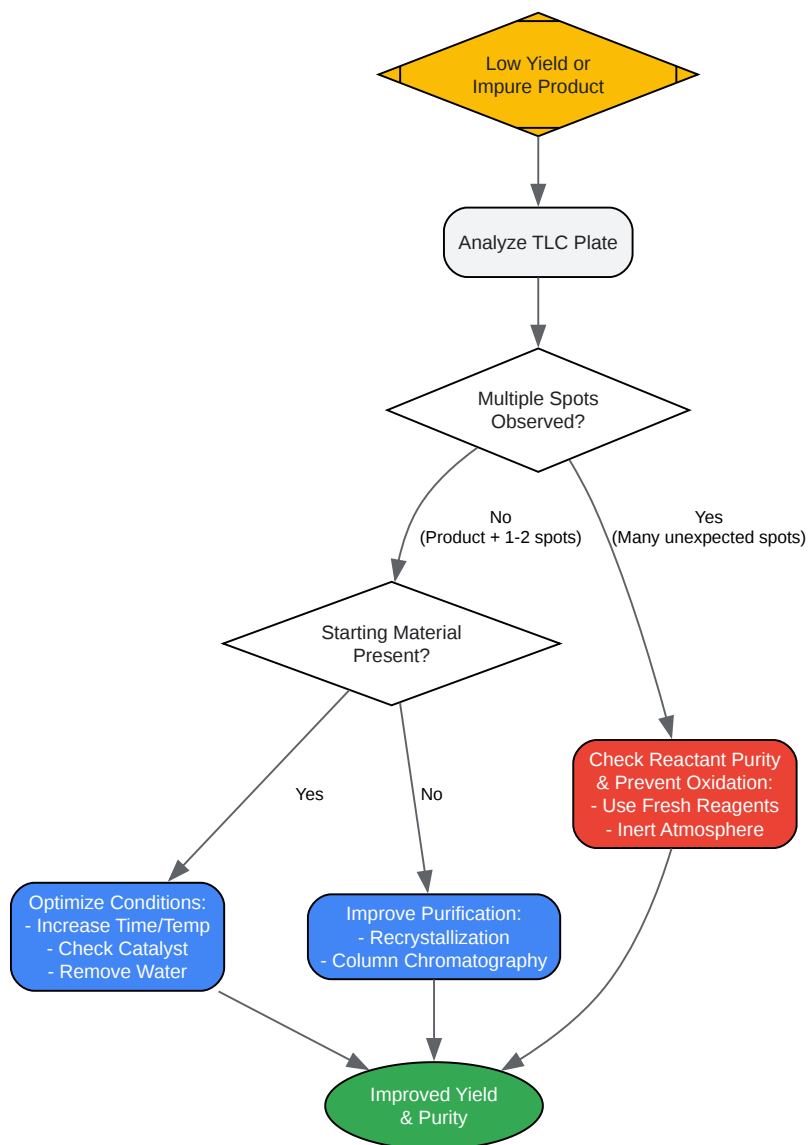 Low Yield or
Impure Product
Analyze TLC Plate
Multiple Spots
Observed?
No
(Product + 1-2 spots)
Yes
(Many unexpected spots)
Starting Material
Present?
Yes
No
Check Reactant Purity
& Prevent Oxidation:
- Use Fresh Reagents
- Inert Atmosphere
Optimize Conditions:
- Increase Time/Temp
- Check Catalyst
- Remove Water
Improve Purification:
- Recrystallization
- Column Chromatography
Improved Yield
& Purity